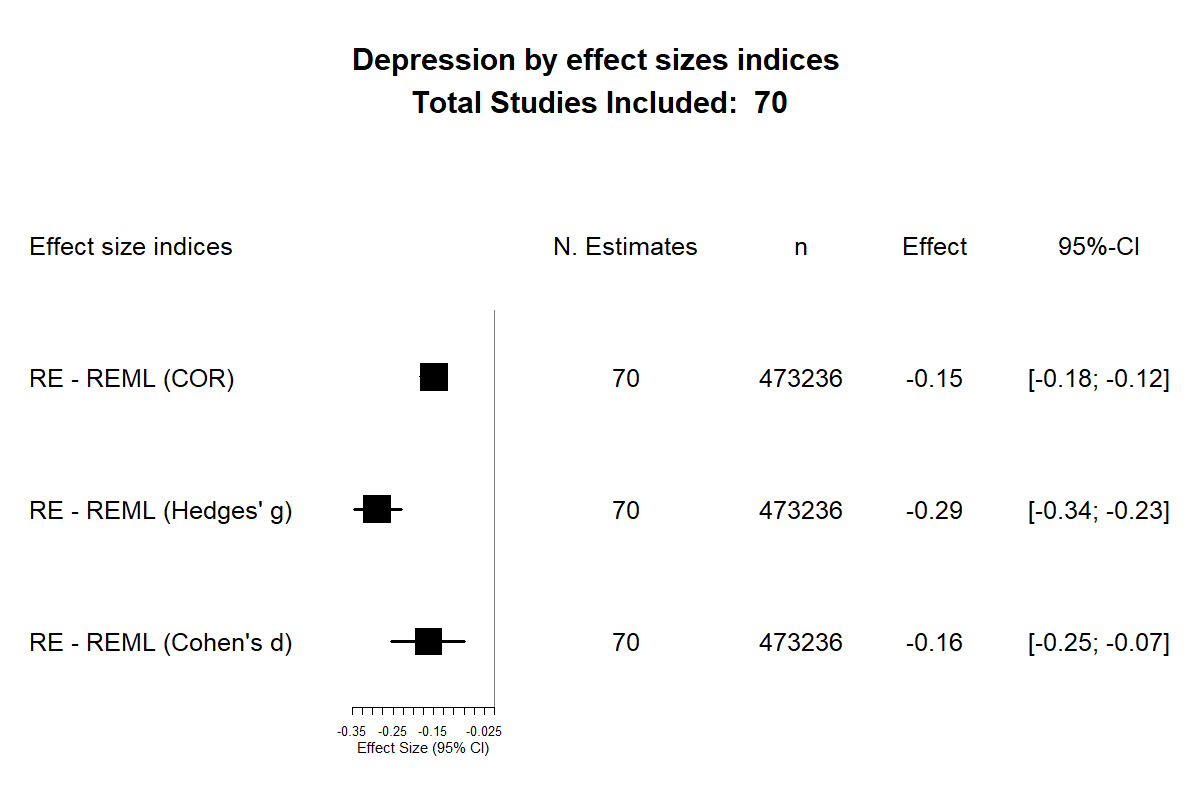 Depression by effect sizes indices
Total Studies Included: 70
Effect size indices N. Estimates n Effect 95%-CI
RE - REML (COR) 70 473236 -0.15 [-0.18; -0.12]
RE - REML (Hedges' g) 70 473236 -0.29 [-0.34; -0.23]
RE - REML (Cohen's d) 70 473236 -0.16 [-0.25; -0.07]
-0.35 -0.25 -0.15 -0.025
Effect Size (95% CI)